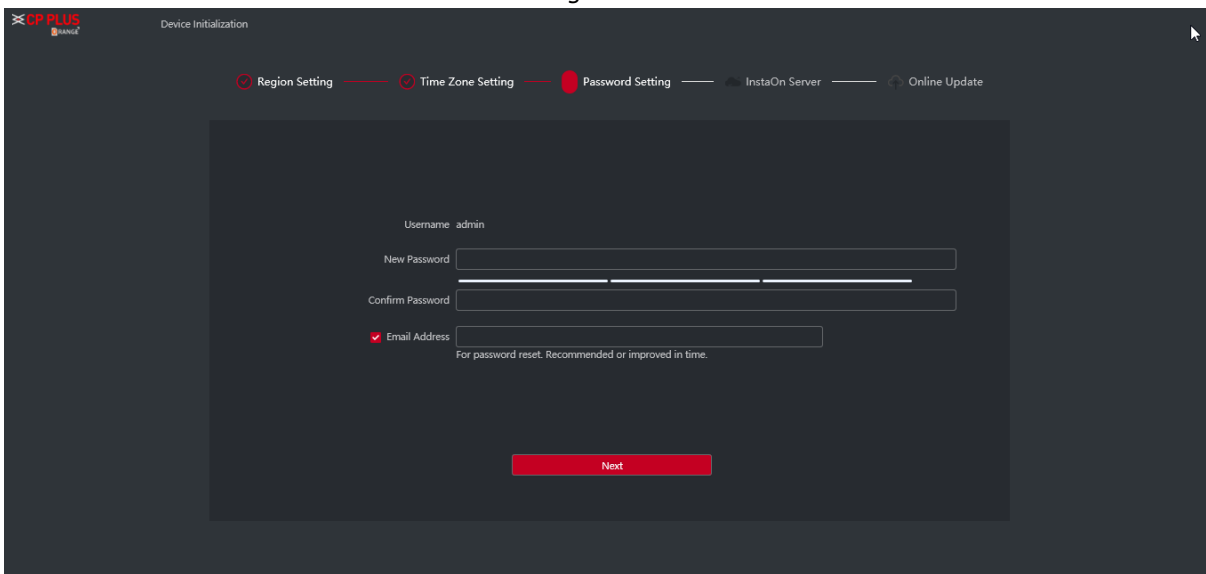 CP PLUS
ORANGE
Device Initialization
Region Setting Time Zone Setting Password Setting InstaOn Server Online Update
Username admin
New Password
Confirm Password
Email Address
For password reset. Recommended or improved in time.
Next